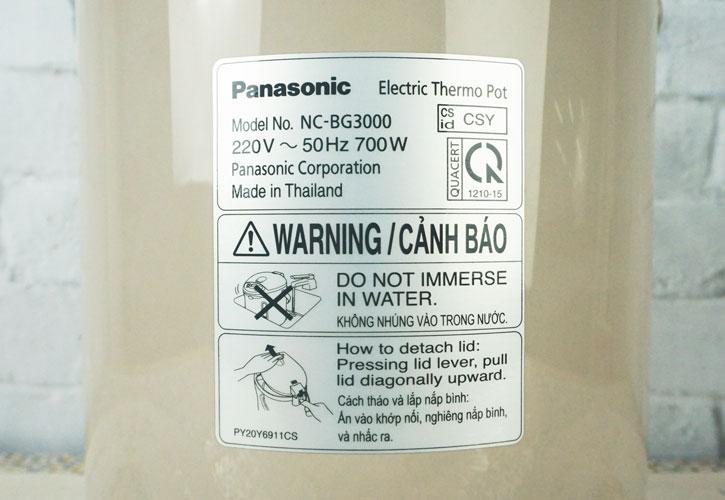 Panasonic Electric Thermo Pot
Model No. NC-BG3000
CS id CSY
220V ~ 50Hz 700W
Panasonic Corporation
Made in Thailand
QUACERT
1210-15
WARNING/CẢNH BÁO
DO NOT IMMERSE
IN WATER.
KHÔNG NHÚNG VÀO TRONG NƯỚC.
How to detach lid:
Pressing lid lever, pull
lid diagonally upward.
Cách tháo và lắp nắp bình:
Ấn vào khớp nối, nghiêng nắp bình,
và nhấc ra.
PY20Y6911CS